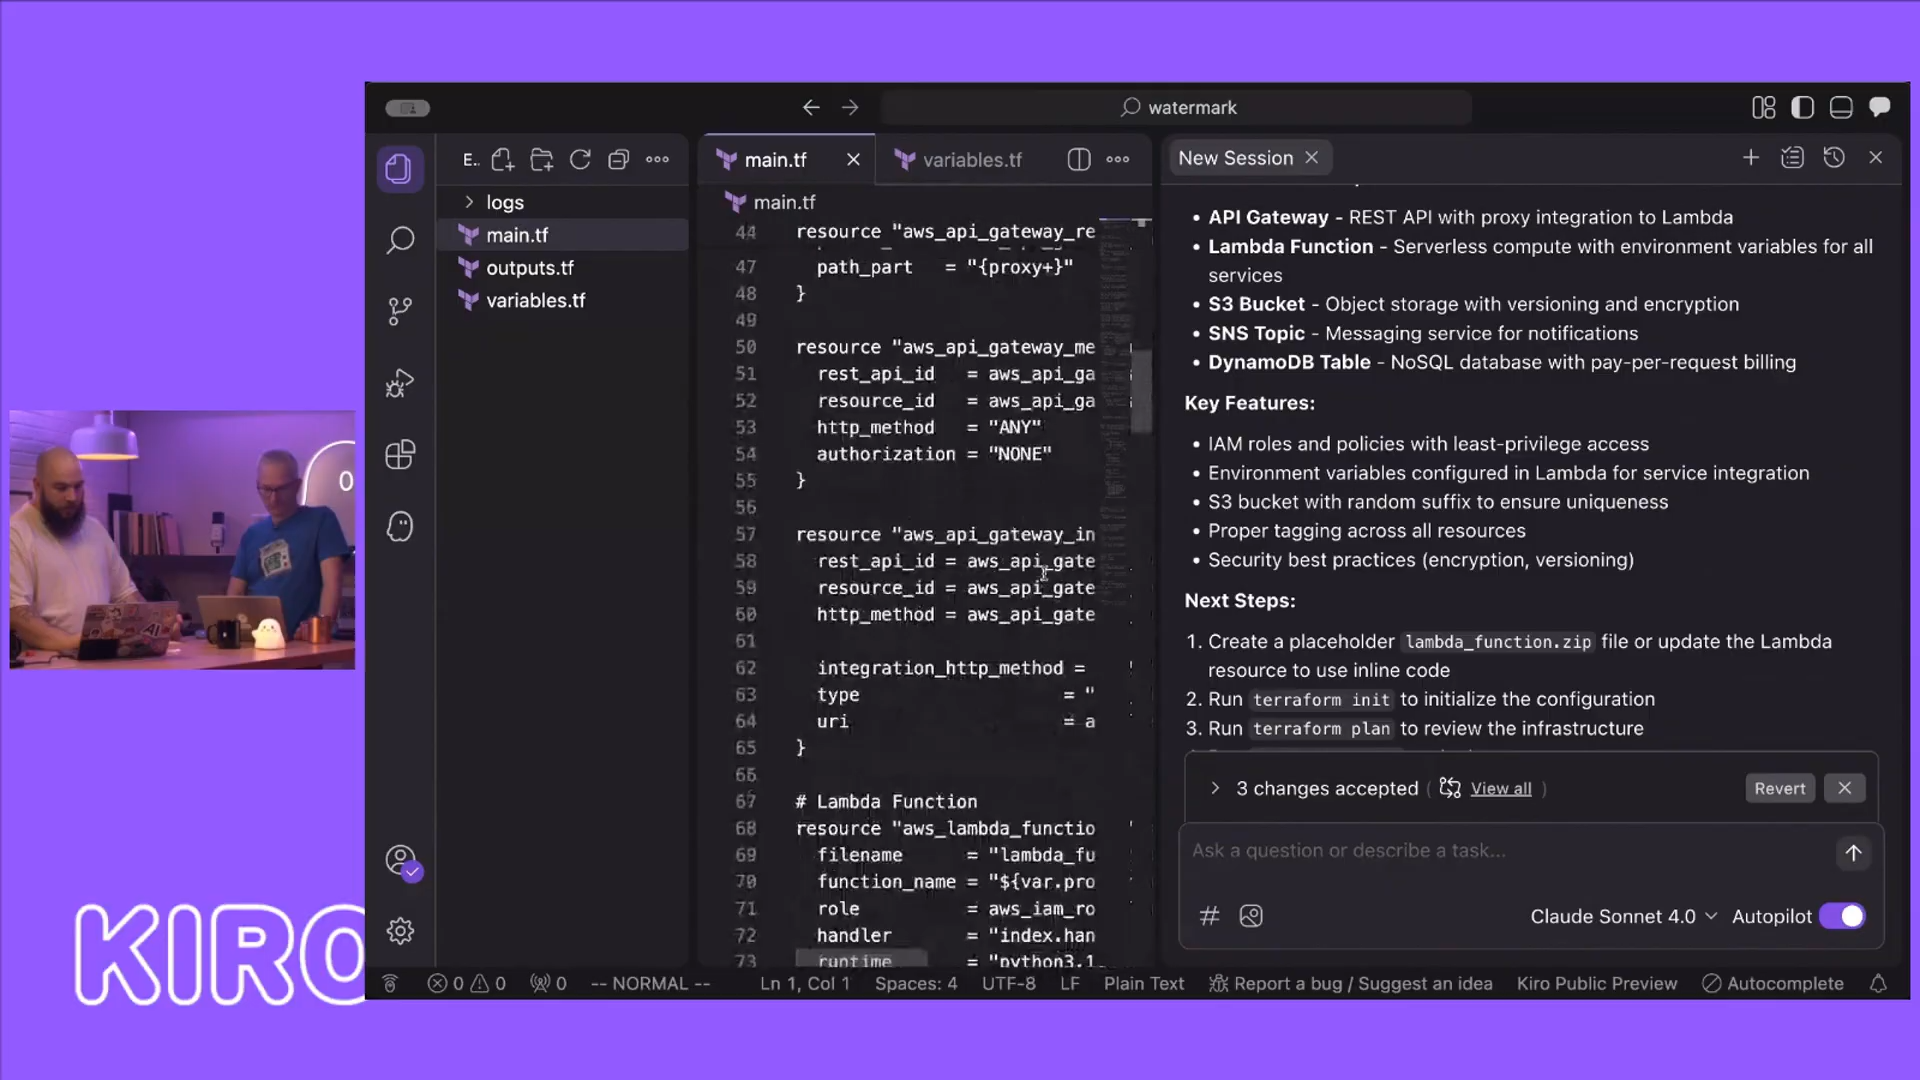 watermark
E..
main.tf
variables.tf
New Session
logs
main.tf
outputs.tf
variables.tf
main.tf
44 resource "aws_api_gateway_re
47 path_part = "{proxy+}"
48 }
49
50 resource "aws_api_gateway_me
51 rest_api_id = aws_api_ga
52 resource_id = aws_api_ga
53 http_method = "ANY"
54 authorization = "NONE"
55 }
56
57 resource "aws_api_gateway_in
58 rest_api_id = aws_api_gate
59 resource_id = aws_api_gate
60 http_method = aws_api_gate
61
62 integration_http_method =
63 type = "
64 uri = a
65 }
66
67 # Lambda Function
68 resource "aws_lambda_functio
69 filename = "lambda_fu
70 function_name = "${var.pro
71 role = aws_iam_ro
72 handler = "index.han
73 runtime = "python3.1
• API Gateway - REST API with proxy integration to Lambda
• Lambda Function - Serverless compute with environment variables for all
services
• S3 Bucket - Object storage with versioning and encryption
• SNS Topic - Messaging service for notifications
• DynamoDB Table - NoSQL database with pay-per-request billing
Key Features:
• IAM roles and policies with least-privilege access
• Environment variables configured in Lambda for service integration
• S3 bucket with random suffix to ensure uniqueness
• Proper tagging across all resources
• Security best practices (encryption, versioning)
Next Steps:
1. Create a placeholder lambda_function.zip file or update the Lambda
resource to use inline code
2. Run terraform init to initialize the configuration
3. Run terraform plan to review the infrastructure
3 changes accepted ( View all )
Revert
Ask a question or describe a task...
#
Claude Sonnet 4.0
Autopilot
0
AI
KIRO
0 0 0 -- NORMAL -- Ln 1, Col 1 Spaces: 4 UTF-8 LF Plain Text Report a bug / Suggest an idea Kiro Public Preview Autocomplete